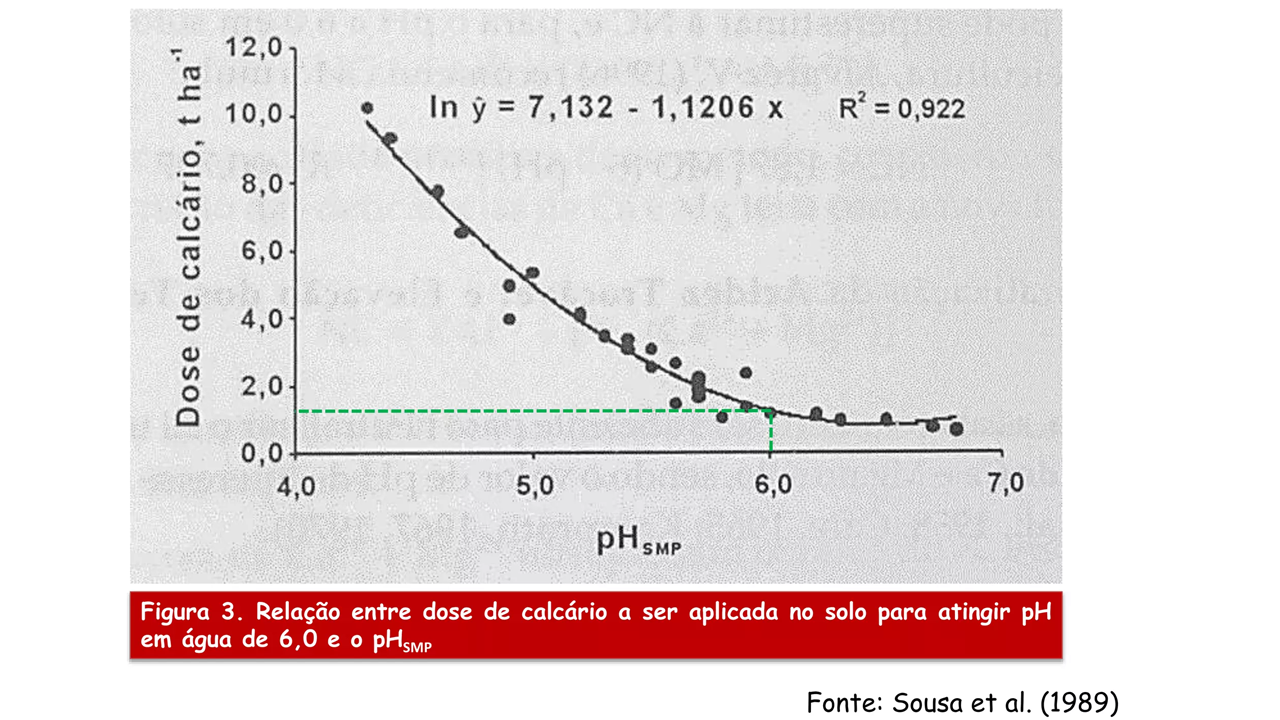 12,0
10,0
8,0
6,0
4,0
2,0
0,0
Dose de calcário, t ha⁻¹
ln ŷ = 7,132 - 1,1206 x R² = 0,922
4,0 5,0 6,0 7,0
pH SMP
Figura 3. Relação entre dose de calcário a ser aplicada no solo para atingir pH
em água de 6,0 e o pHSMP
Fonte: Sousa et al. (1989)